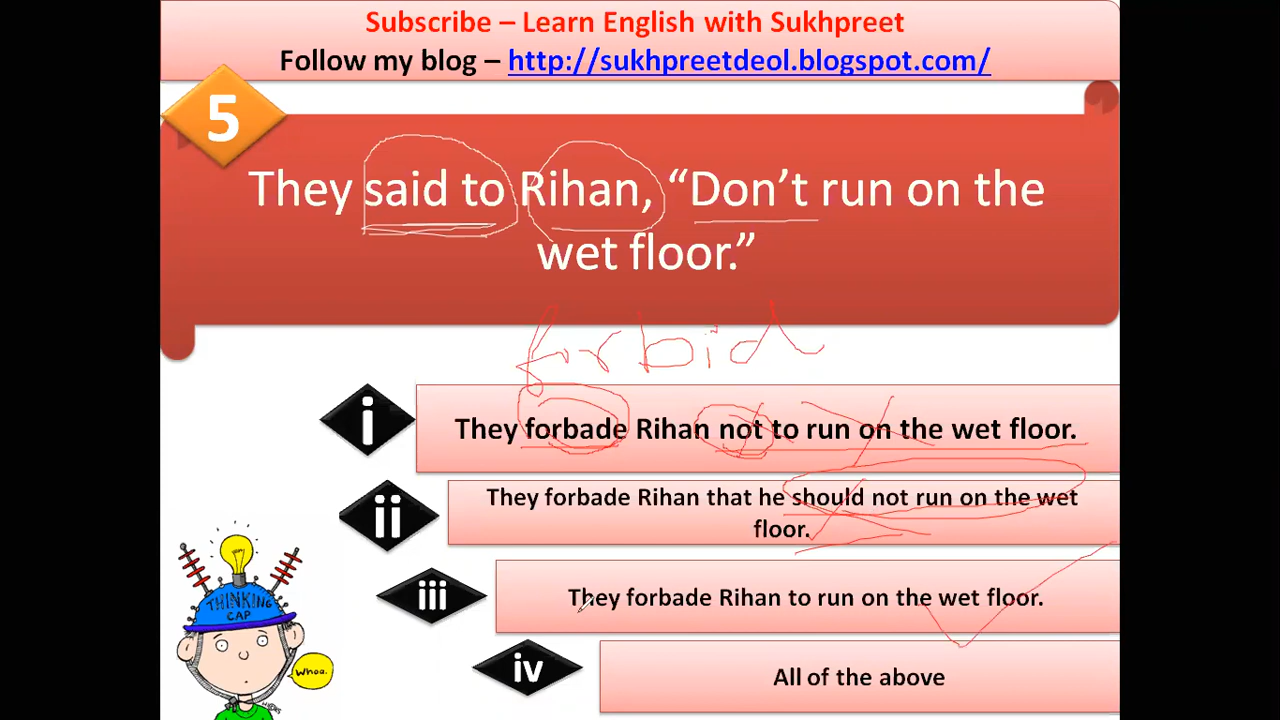 Subscribe – Learn English with Sukhpreet
Follow my blog – http://sukhpreetdeol.blogspot.com/
5
They said to Rihan, “Don’t run on the
wet floor.”
forbid
i
They forbade Rihan not to run on the wet floor.
ii
They forbade Rihan that he should not run on the wet
floor.
iii
They forbade Rihan to run on the wet floor.
iv
All of the above
THINKING
CAP
Whoa.